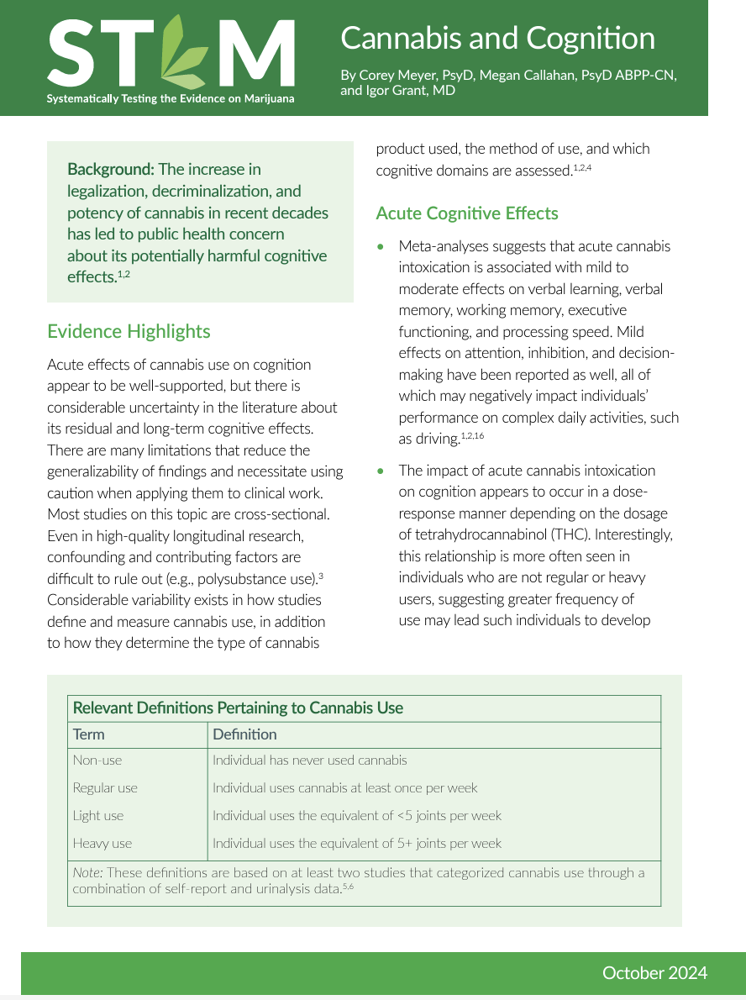 STEM
Systematically Testing the Evidence on Marijuana
Cannabis and Cognition
By Corey Meyer, PsyD, Megan Callahan, PsyD ABPP-CN,
and Igor Grant, MD
Background: The increase in
legalization, decriminalization, and
potency of cannabis in recent decades
has led to public health concern
about its potentially harmful cognitive
effects.1,2
Evidence Highlights
Acute effects of cannabis use on cognition
appear to be well-supported, but there is
considerable uncertainty in the literature about
its residual and long-term cognitive effects.
There are many limitations that reduce the
generalizability of findings and necessitate using
caution when applying them to clinical work.
Most studies on this topic are cross-sectional.
Even in high-quality longitudinal research,
confounding and contributing factors are
difficult to rule out (e.g., polysubstance use).3
Considerable variability exists in how studies
define and measure cannabis use, in addition
to how they determine the type of cannabis
product used, the method of use, and which
cognitive domains are assessed.1,2,4
Acute Cognitive Effects
• Meta-analyses suggests that acute cannabis
intoxication is associated with mild to
moderate effects on verbal learning, verbal
memory, working memory, executive
functioning, and processing speed. Mild
effects on attention, inhibition, and decision-
making have been reported as well, all of
which may negatively impact individuals’
performance on complex daily activities, such
as driving.1,2,16
• The impact of acute cannabis intoxication
on cognition appears to occur in a dose-
response manner depending on the dosage
of tetrahydrocannabinol (THC). Interestingly,
this relationship is more often seen in
individuals who are not regular or heavy
users, suggesting greater frequency of
use may lead such individuals to develop
Relevant Definitions Pertaining to Cannabis Use
Term Definition
Non-use Individual has never used cannabis
Regular use Individual uses cannabis at least once per week
Light use Individual uses the equivalent of <5 joints per week
Heavy use Individual uses the equivalent of 5+ joints per week
Note: These definitions are based on at least two studies that categorized cannabis use through a
combination of self-report and urinalysis data.5,6
October 2024